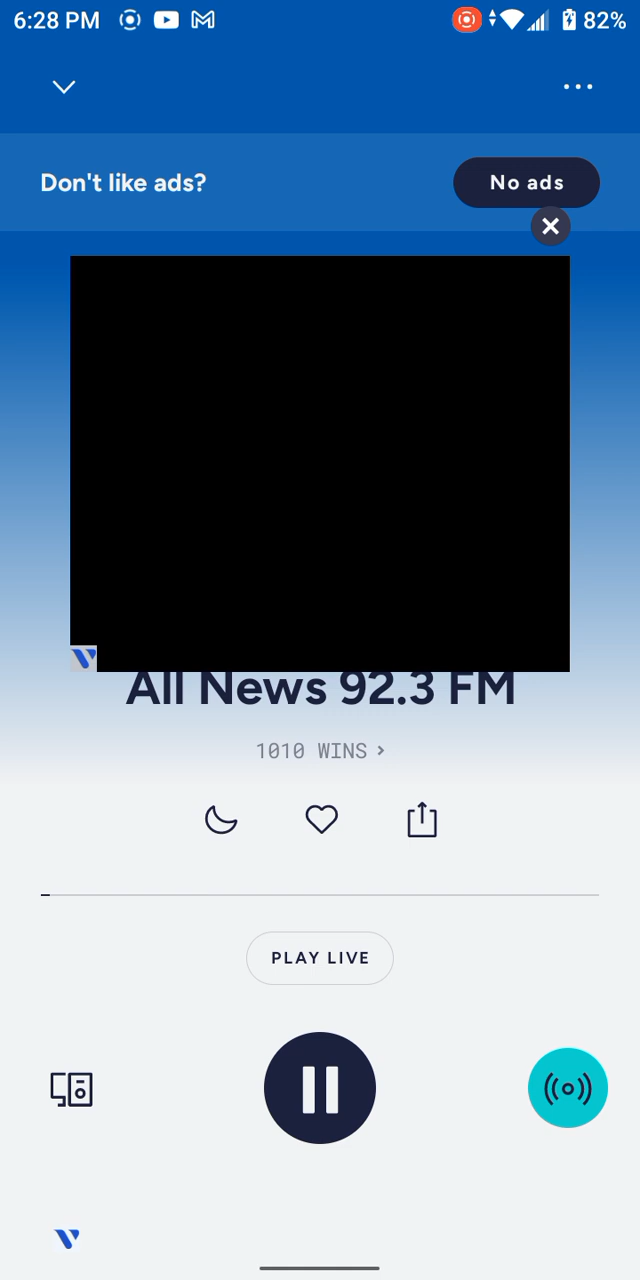 6:28 PM
82%
Don't like ads?
No ads
All News 92.3 FM
1010 WINS
PLAY LIVE